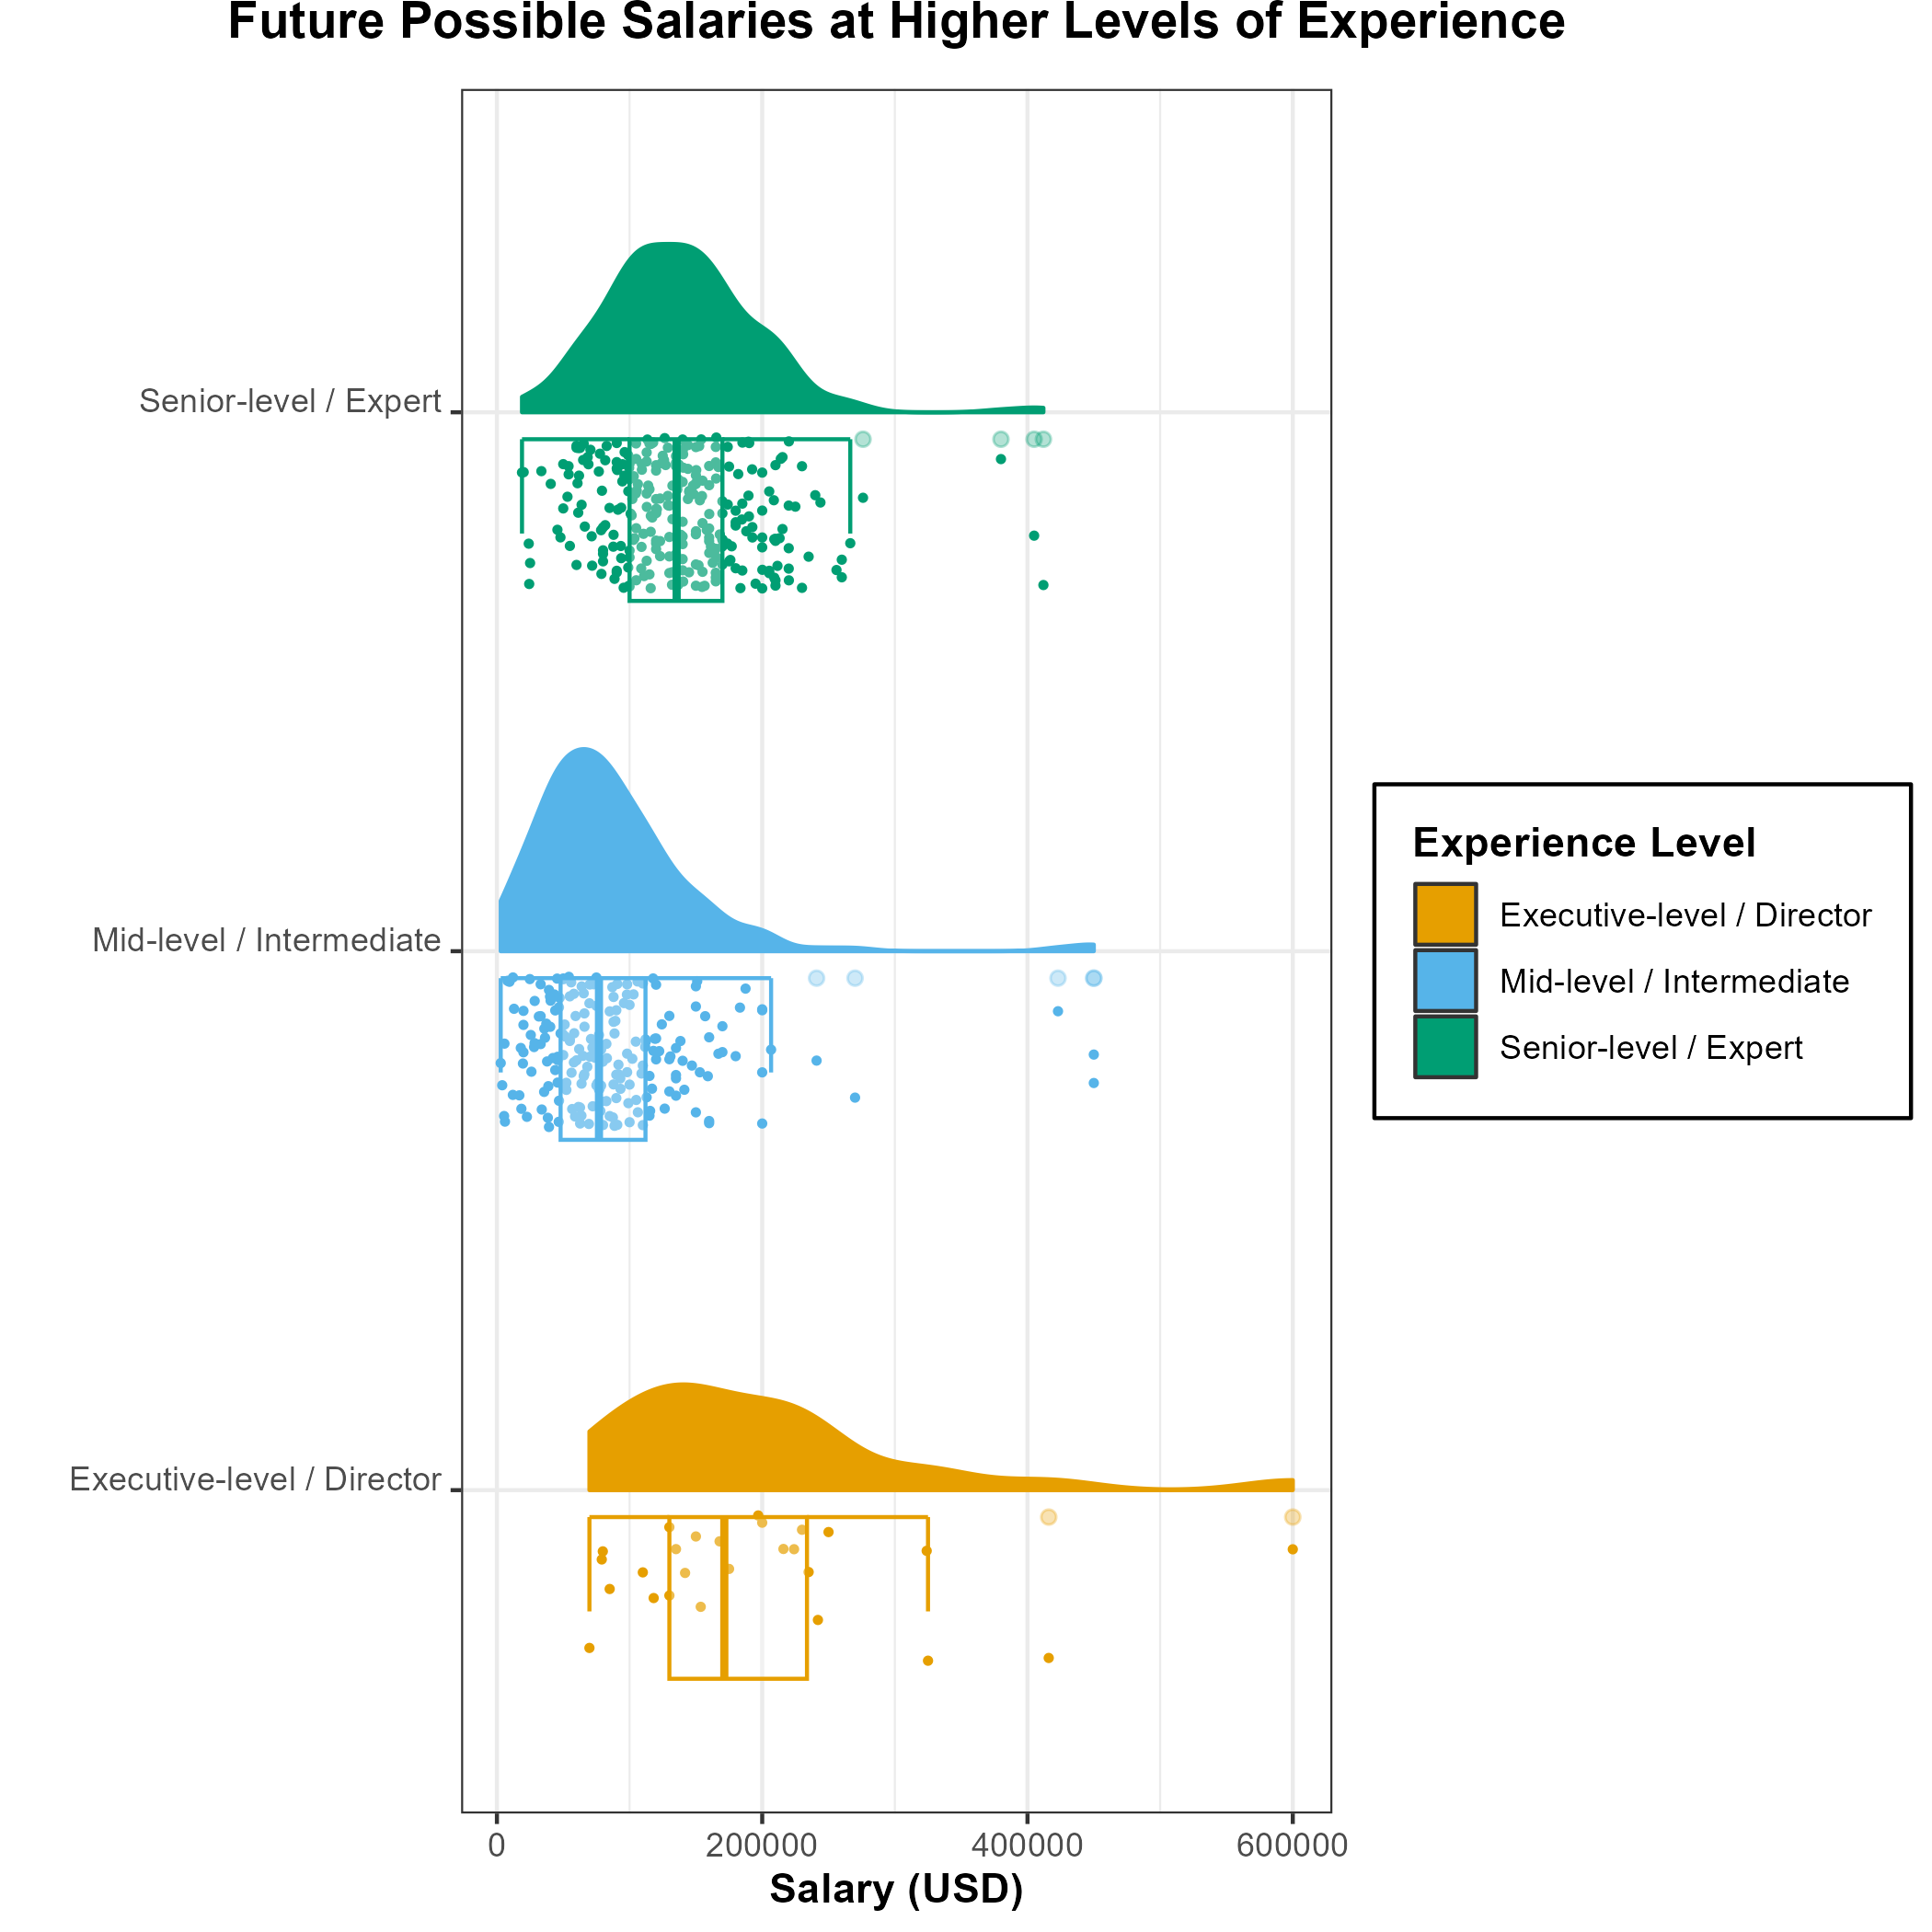 Future Possible Salaries at Higher Levels of Experience
Senior-level / Expert
Mid-level / Intermediate
Executive-level / Director
0
200000
400000
600000
Salary (USD)
Experience Level
Executive-level / Director
Mid-level / Intermediate
Senior-level / Expert